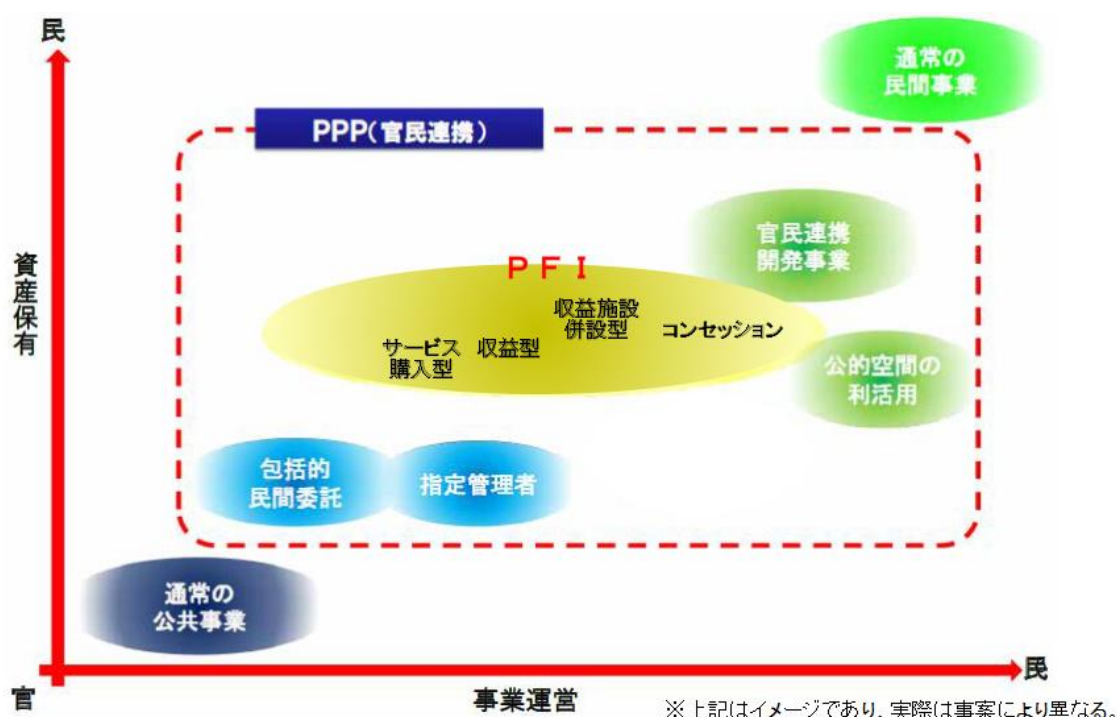 民
通常の
民間事業
PPP(官民連携)
官民連携
開発事業
資産保有
PFI
収益施設
併設型
コンセッション
サービス
購入型
収益型
公的空間の
利活用
包括的
民間委託
指定管理者
通常の
公共事業
民
官
事業運営
※上記はイメージであり、実際は事案により異なる。